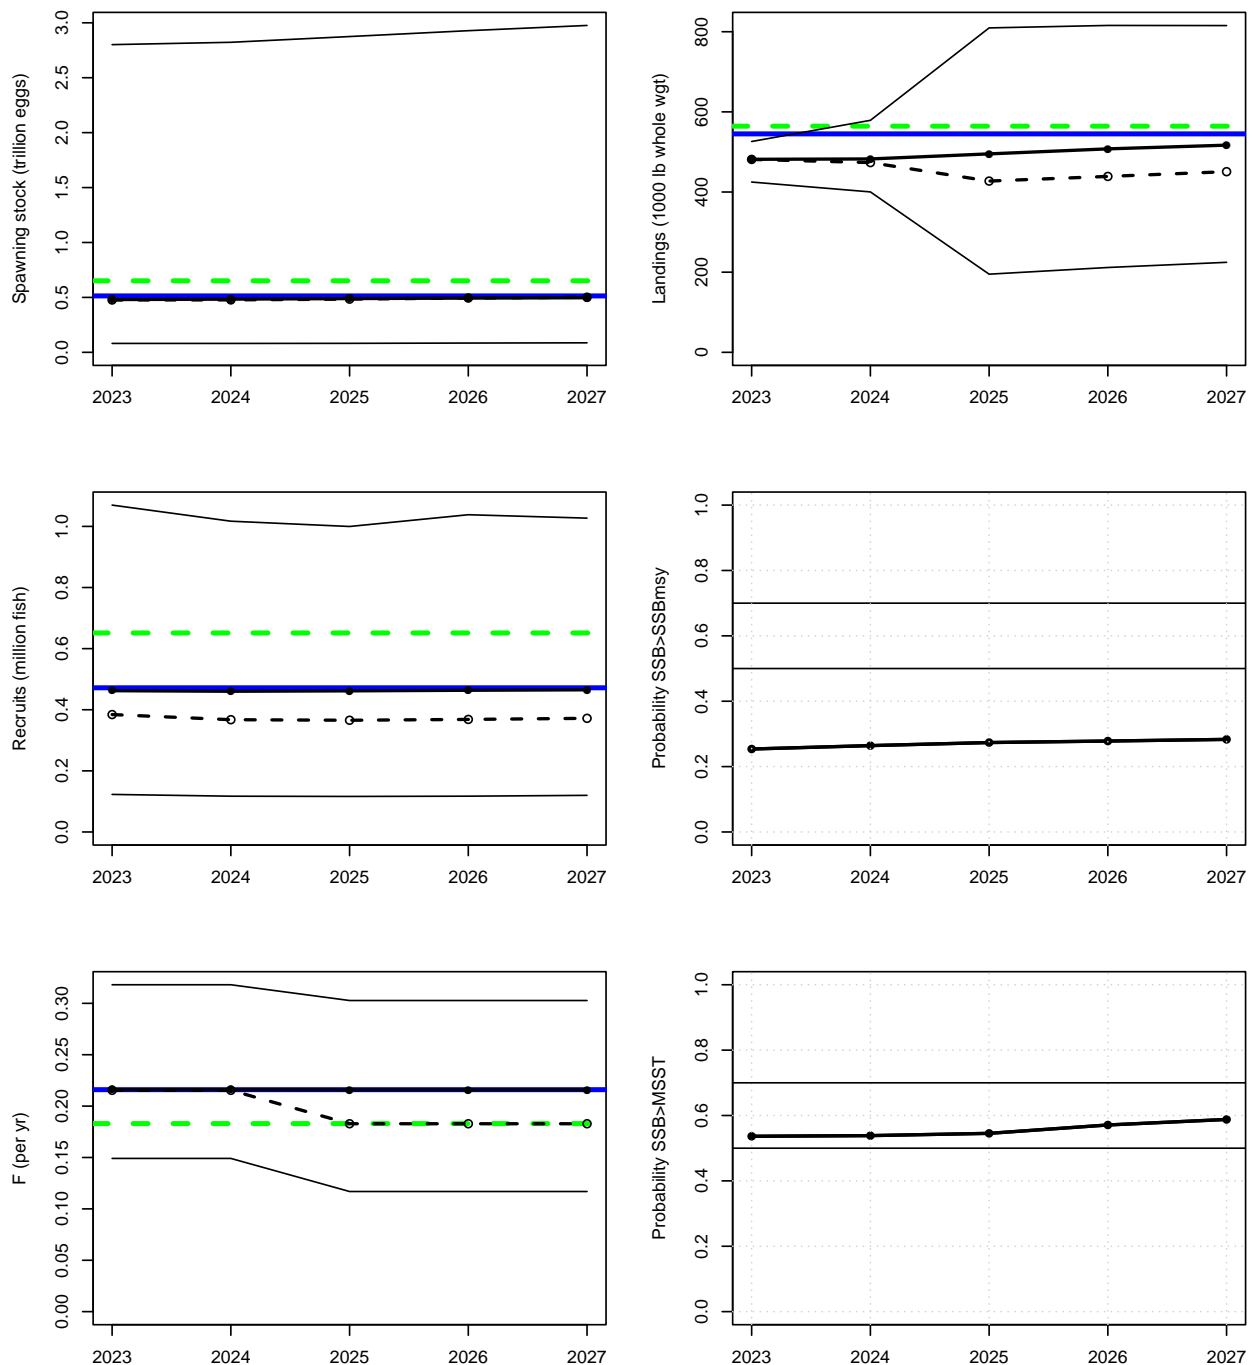 Spawning stock (trillion eggs)
0.0 0.5 1.0 1.5 2.0 2.5 3.0
2023 2024 2025 2026 2027
Landings (1000 lb whole wgt)
0 200 400 600 800
2023 2024 2025 2026 2027
Recruits (million fish)
0.0 0.2 0.4 0.6 0.8 1.0
2023 2024 2025 2026 2027
Probability SSB>SSBmsy
0.0 0.2 0.4 0.6 0.8 1.0
2023 2024 2025 2026 2027
F (per yr)
0.00 0.05 0.10 0.15 0.20 0.25 0.30
2023 2024 2025 2026 2027
Probability SSB>MSST
0.0 0.2 0.4 0.6 0.8 1.0
2023 2024 2025 2026 2027